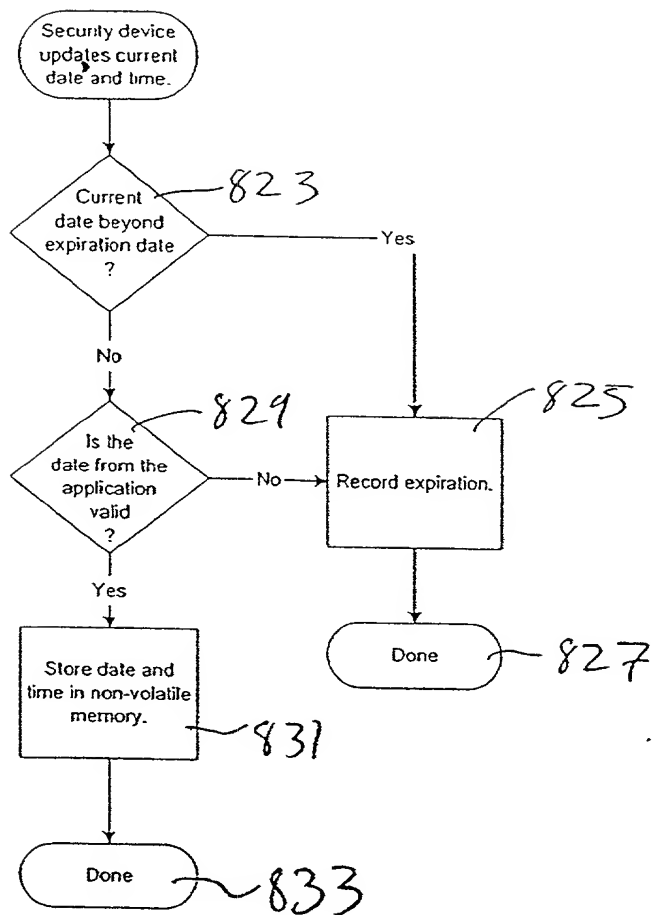 Security device
updates current
date and time.
823
Current
date beyond
expiration date
?
Yes
No
829
825
Is the
date from the
application
valid
?
No
Record expiration.
Yes
Done
827
Store date and
time in non-volatile
memory.
831
Done
833